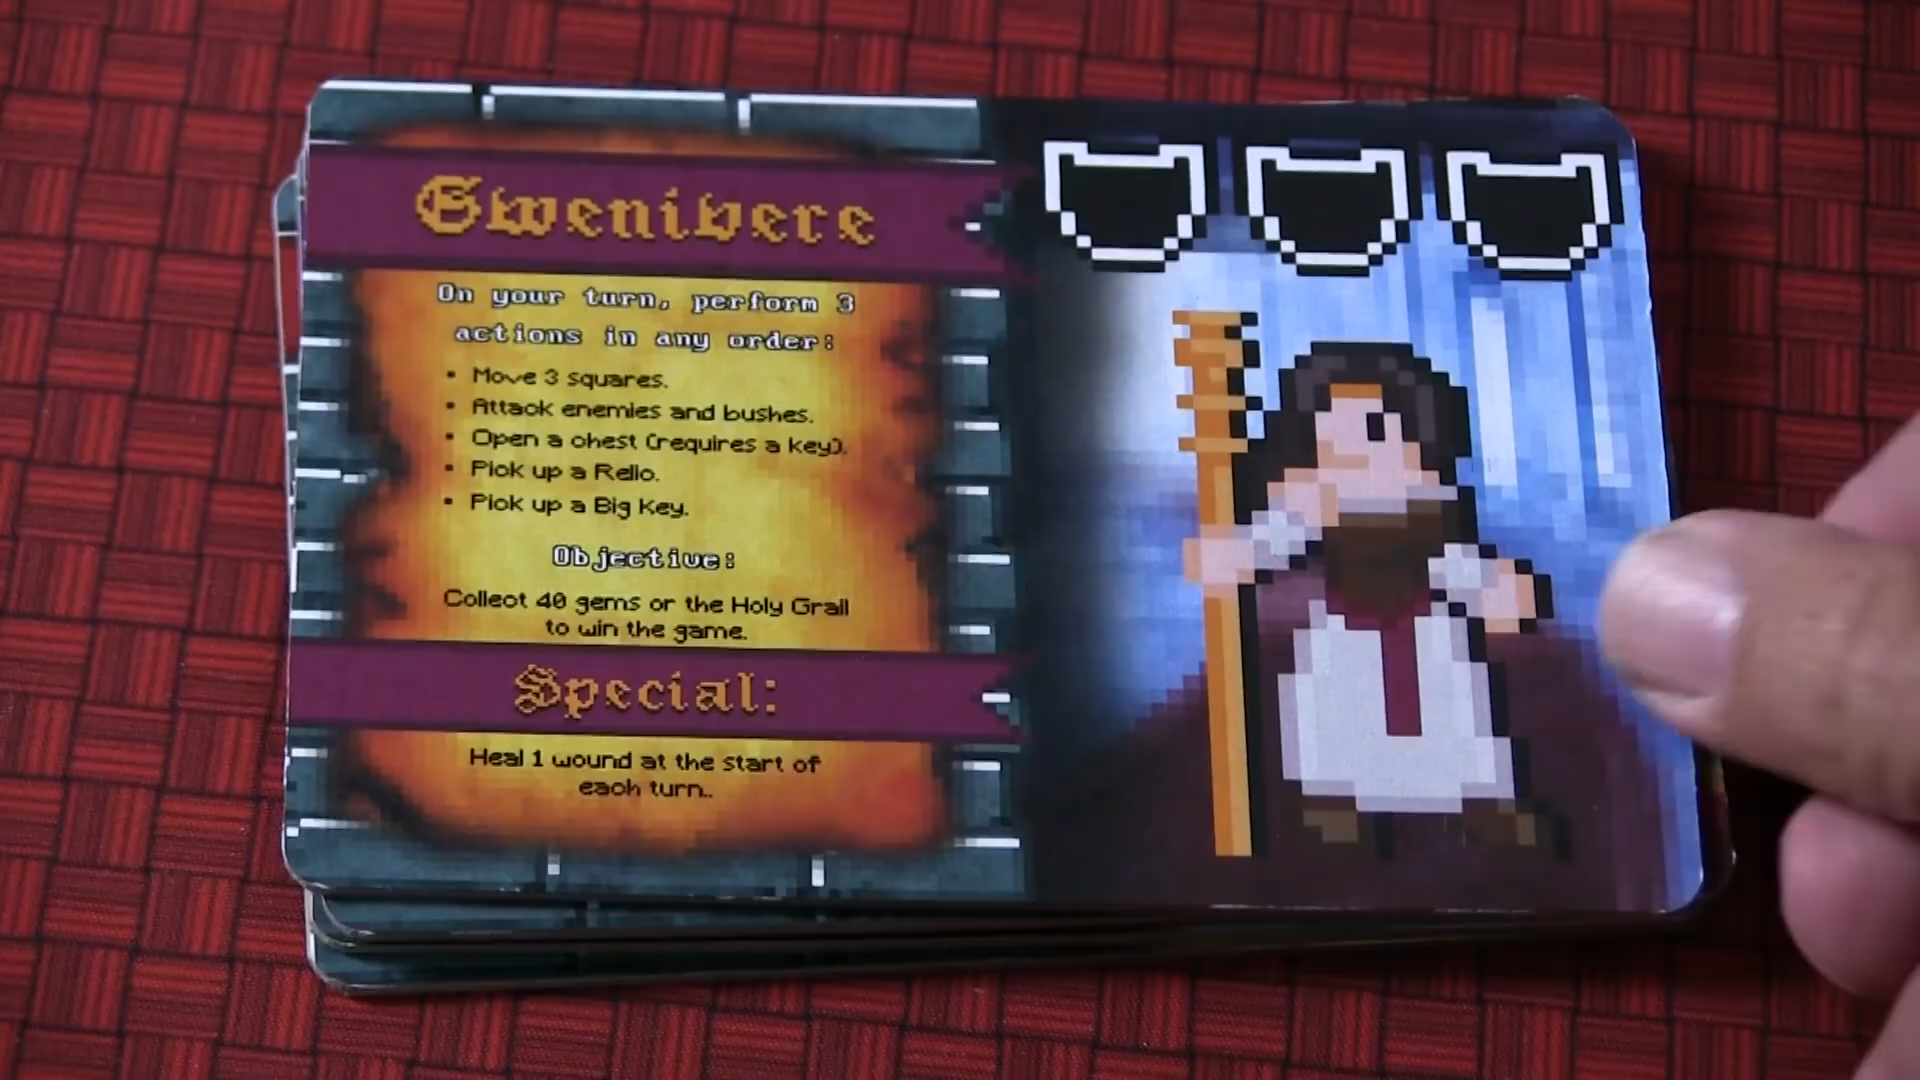 Gwenivere
On your turn, perform 3
actions in any order:
• Move 3 squares.
• Attack enemies and bushes.
• Open a chest (requires a key).
• Pick up a Relic.
• Pick up a Big Key.
Objective:
Collect 40 gems or the Holy Grail
to win the game.
Special:
Heal 1 wound at the start of
each turn..